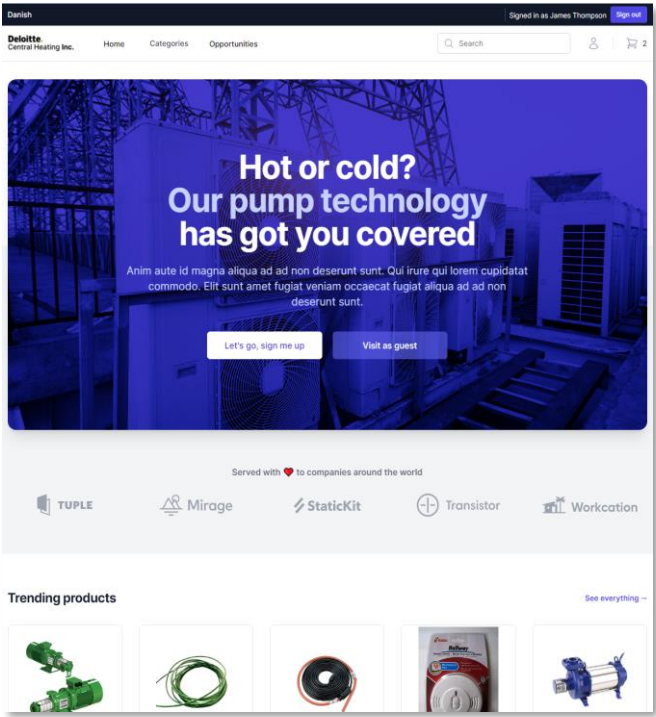 Danish
Signed in as James Thompson
Sign out
Deloitte.
Central Heating Inc.
Home
Categories
Opportunities
Search
2
Hot or cold?
Our pump technology
has got you covered
Anim aute id magna aliqua ad ad non deserunt sunt. Qui irure qui lorem cupidatat
commodo. Elit sunt amet fugiat veniam occaecat fugiat aliqua ad ad non
deserunt sunt.
Let's go, sign me up
Visit as guest
Served with ❤ to companies around the world
TUPLE
Mirage
StaticKit
Transistor
Workcation
Trending products
See everything →
Hallway